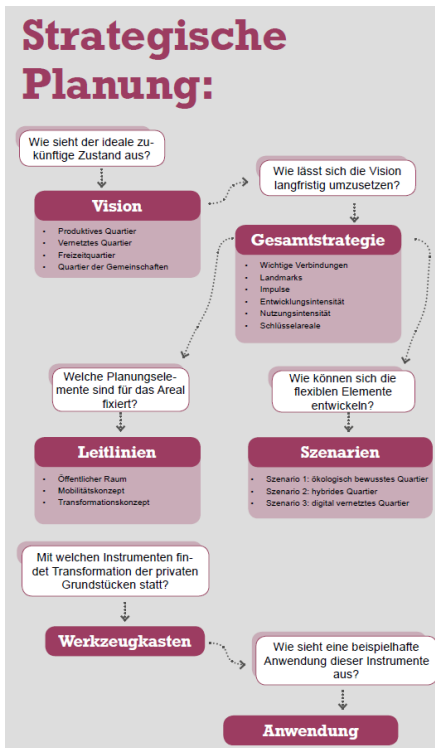 Strategische
Planung:
Wie sieht der ideale zu-
künftige Zustand aus?
Wie lässt sich die Vision
langfristig umzusetzen?
Vision
• Produktives Quartier
• Vernetztes Quartier
• Freizeitquartier
• Quartier der Gemeinschaften
Gesamtstrategie
• Wichtige Verbindungen
• Landmarks
• Impulse
• Entwicklungsintensität
• Nutzungsintensität
• Schlüsselareale
Welche Planungsele-
mente sind für das Areal
fixiert?
Wie können sich die
flexiblen Elemente
entwickeln?
Leitlinien
• Öffentlicher Raum
• Mobilitätskonzept
• Transformationskonzept
Szenarien
Szenario 1: ökologisch bewusstes Quartier
Szenario 2: hybrides Quartier
Szenario 3: digital vernetztes Quartier
Mit welchen Instrumenten fin-
det Transformation der privaten
Grundstücken statt?
Werkzeugkasten
Wie sieht eine beispielhafte
Anwendung dieser Instrumente
aus?
Anwendung